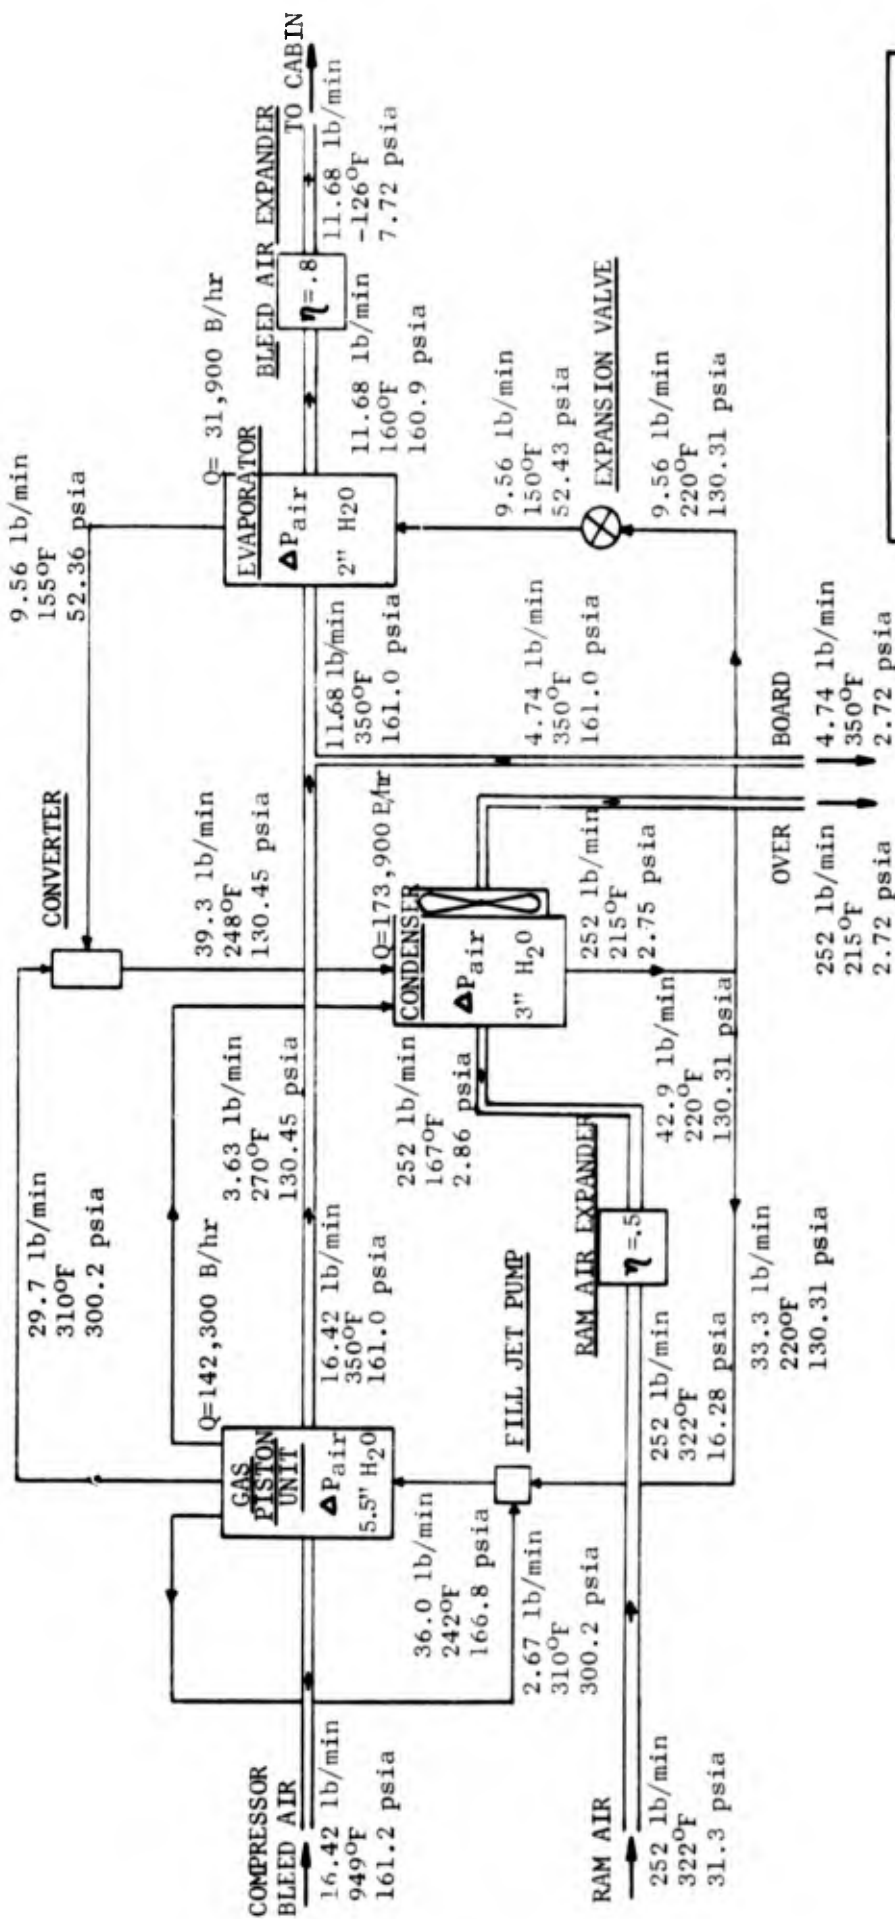 COMPRESSOR
BLEED AIR
16.42 lb/min
949°F
161.2 psia
RAM AIR
252 lb/min
322°F
31.3 psia
29.7 lb/min
310°F
300.2 psia
Q=142,300 B/hr
GAS
PISTON
UNIT
ΔPair
5.5" H2O
36.0 lb/min
242°F
166.8 psia
2.67 lb/min
310°F
300.2 psia
FILL JET PUMP
16.42 lb/min
350°F
161.0 psia
3.63 lb/min
270°F
130.45 psia
252 lb/min
322°F
16.28 psia
RAM AIR EXPANDER
η=.5
33.3 lb/min
220°F
130.31 psia
252 lb/min
167°F
2.86 psia
42.9 lb/min
220°F
130.31 psia
CONVERTER
39.3 lb/min
248°F
130.45 psia
Q=173,900 B/hr
CONDENSER
ΔPair
3" H2O
252 lb/min
215°F
2.75 psia
OVER BOARD
252 lb/min
215°F
2.72 psia
4.74 lb/min
350°F
2.72 psia
9.56 lb/min
155°F
52.36 psia
11.68 lb/min
350°F
161.0 psia
4.74 lb/min
350°F
161.0 psia
Q= 31,900 B/hr
EVAPORATOR
ΔPair
2" H2O
9.56 lb/min
150°F
52.43 psia
EXPANSION VALVE
9.56 lb/min
220°F
130.31 psia
11.68 lb/min
160°F
160.9 psia
BLEED AIR EXPANDER
η=.8
TO CABIN
11.68 lb/min
-126°F
7.72 psia